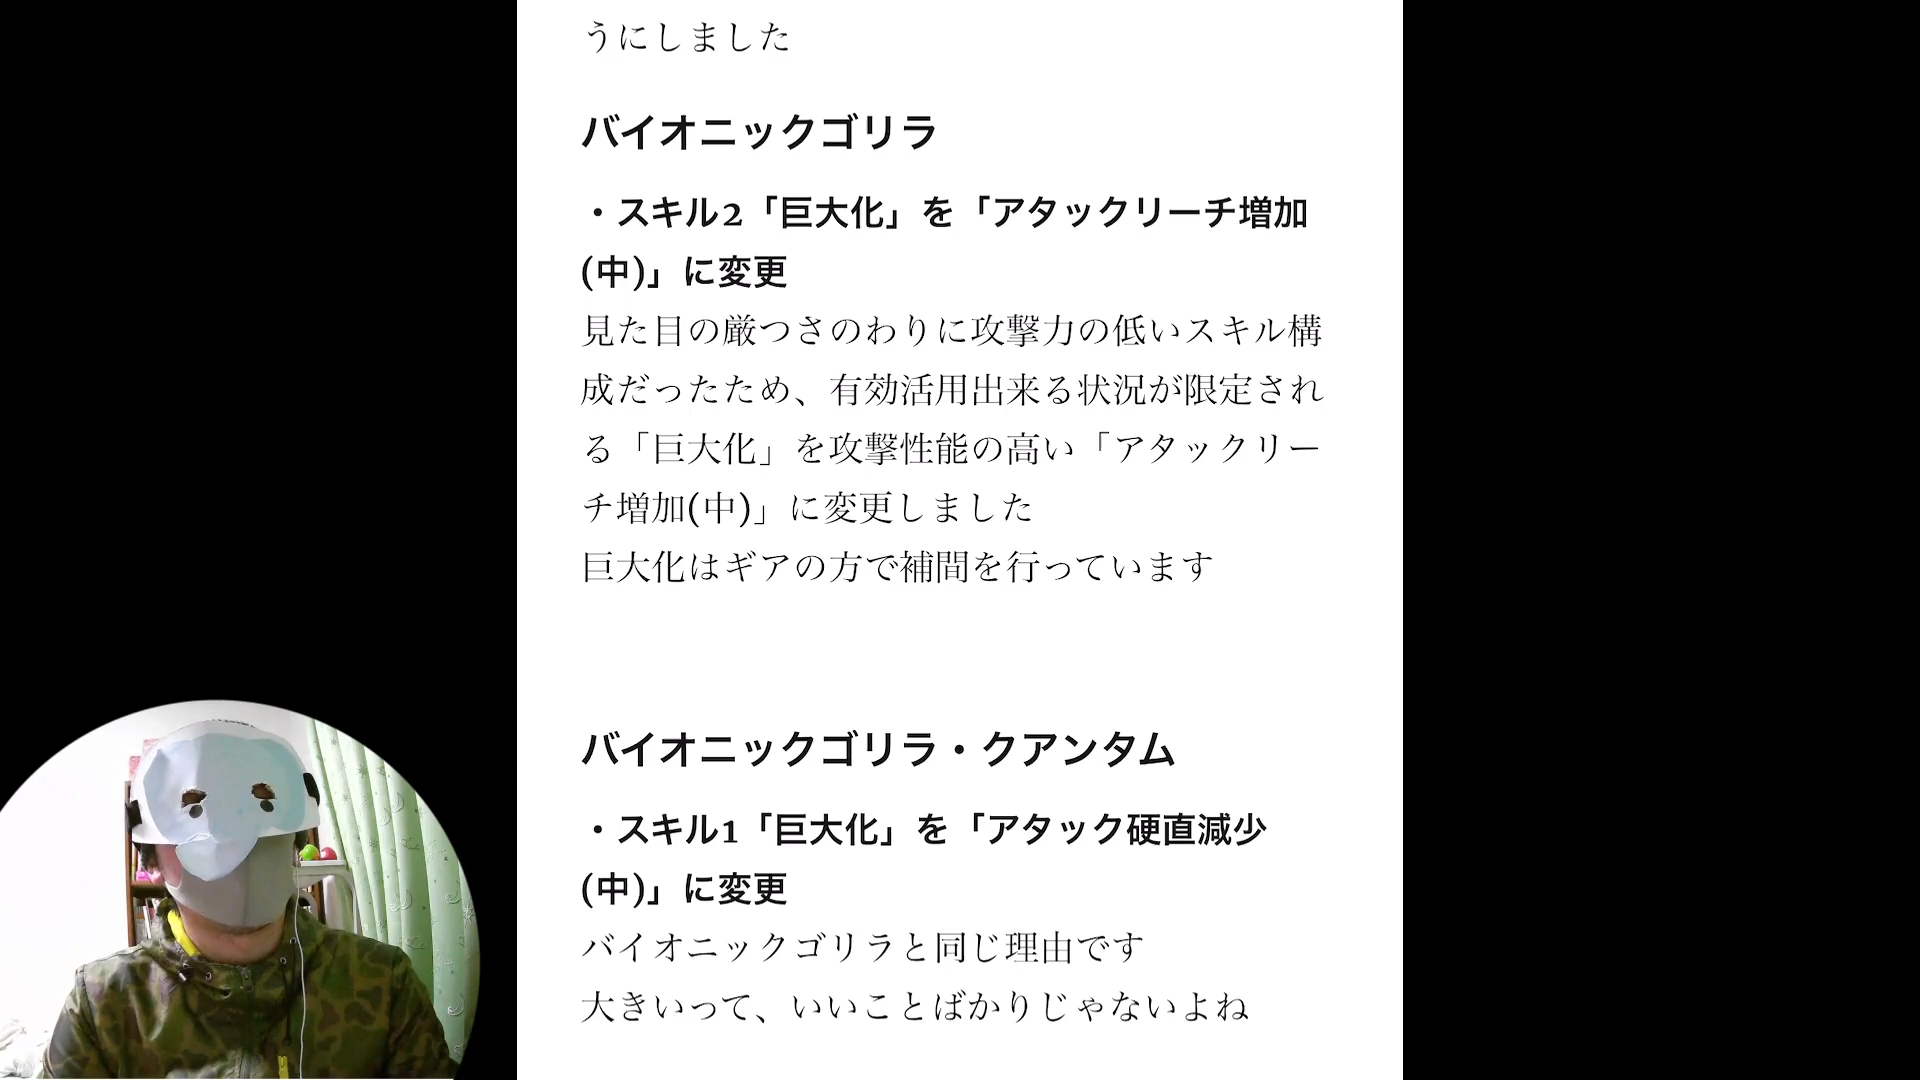 うにしました
バイオニックゴリラ
・スキル2「巨大化」を「アタックリーチ増加
(中)」に変更
見た目の厳つさのわりに攻撃力の低いスキル構
成だったため、有効活用出来る状況が限定され
る「巨大化」を攻撃性能の高い「アタックリー
チ増加(中)」に変更しました
巨大化はギアの方で補間を行っています
バイオニックゴリラ・クアンタム
・スキル1「巨大化」を「アタック硬直減少
(中)」に変更
バイオニックゴリラと同じ理由です
大きいって、いいことばかりじゃないよね